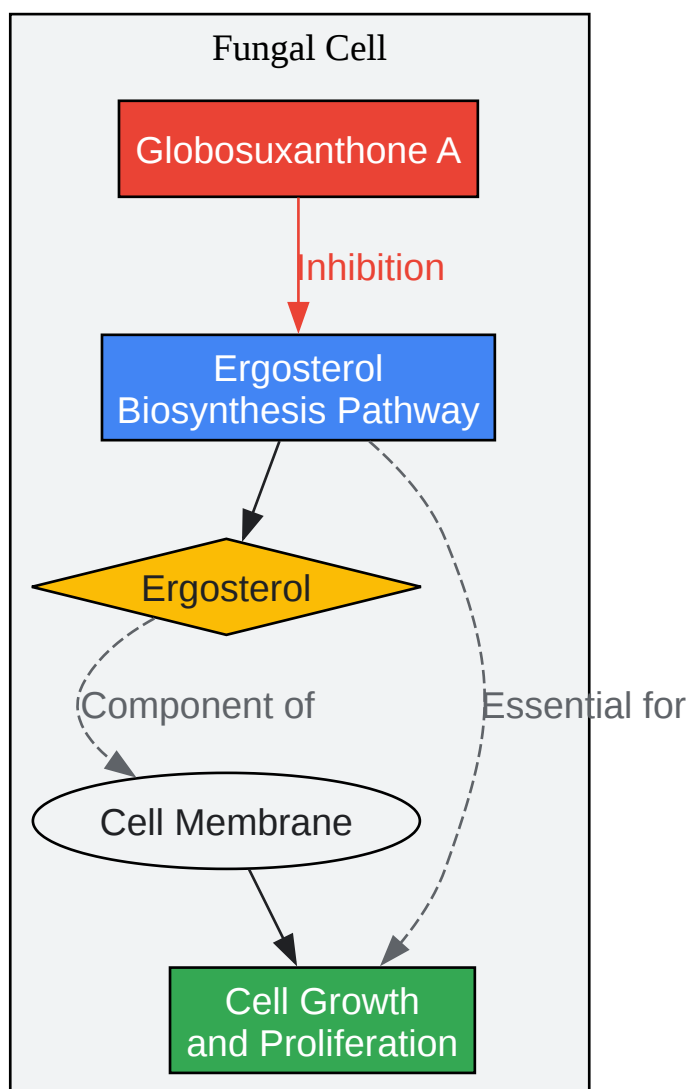 Fungal Cell
Globosuxanthone A
Inhibition
Ergosterol
Biosynthesis Pathway
Ergosterol
Component of
Essential for
Cell Membrane
Cell Growth
and Proliferation